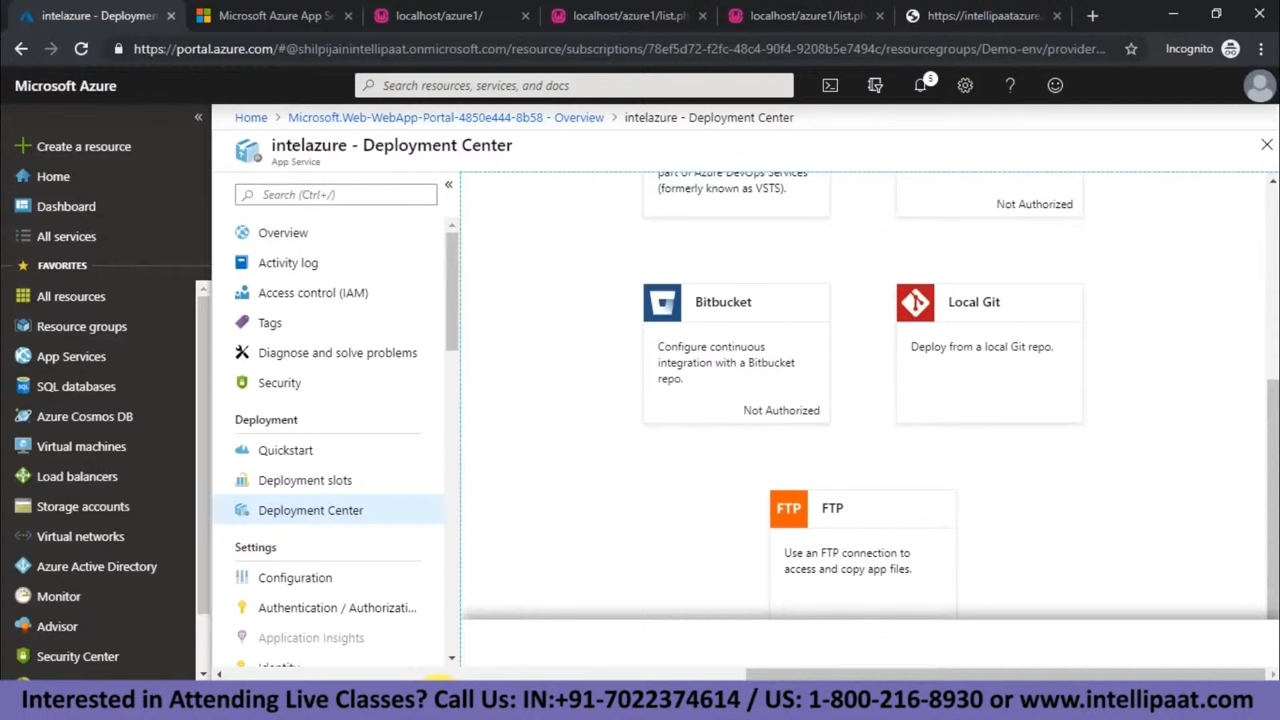 intelazure - Deploymen
Microsoft Azure App Se
localhost/azure1/
localhost/azure1/list.ph
localhost/azure1/list.ph
https://intellipaatazure.
https://portal.azure.com/#@shilpijainintellipaat.onmicrosoft.com/resource/subscriptions/78ef5d72-f2fc-48c4-90f4-9208b5e7494c/resourcegroups/Demo-env/provider...
Incognito
Microsoft Azure
Search resources, services, and docs
5
Create a resource
Home
Dashboard
All services
FAVORITES
All resources
Resource groups
App Services
SQL databases
Azure Cosmos DB
Virtual machines
Load balancers
Storage accounts
Virtual networks
Azure Active Directory
Monitor
Advisor
Security Center
Home > Microsoft.Web-WebApp-Portal-4850e444-8b58 - Overview > intelazure - Deployment Center
intelazure - Deployment Center
App Service
Search (Ctrl+/)
Overview
Activity log
Access control (IAM)
Tags
Diagnose and solve problems
Security
Deployment
Quickstart
Deployment slots
Deployment Center
Settings
Configuration
Authentication / Authorizati...
Application Insights
Identity
part of Azure DevOps Services
(formerly known as VSTS).
Not Authorized
Bitbucket
Configure continuous
integration with a Bitbucket
repo.
Not Authorized
Local Git
Deploy from a local Git repo.
FTP
FTP
Use an FTP connection to
access and copy app files.
Interested in Attending Live Classes? Call Us: IN:+91-7022374614 / US: 1-800-216-8930 or www.intellipaat.com